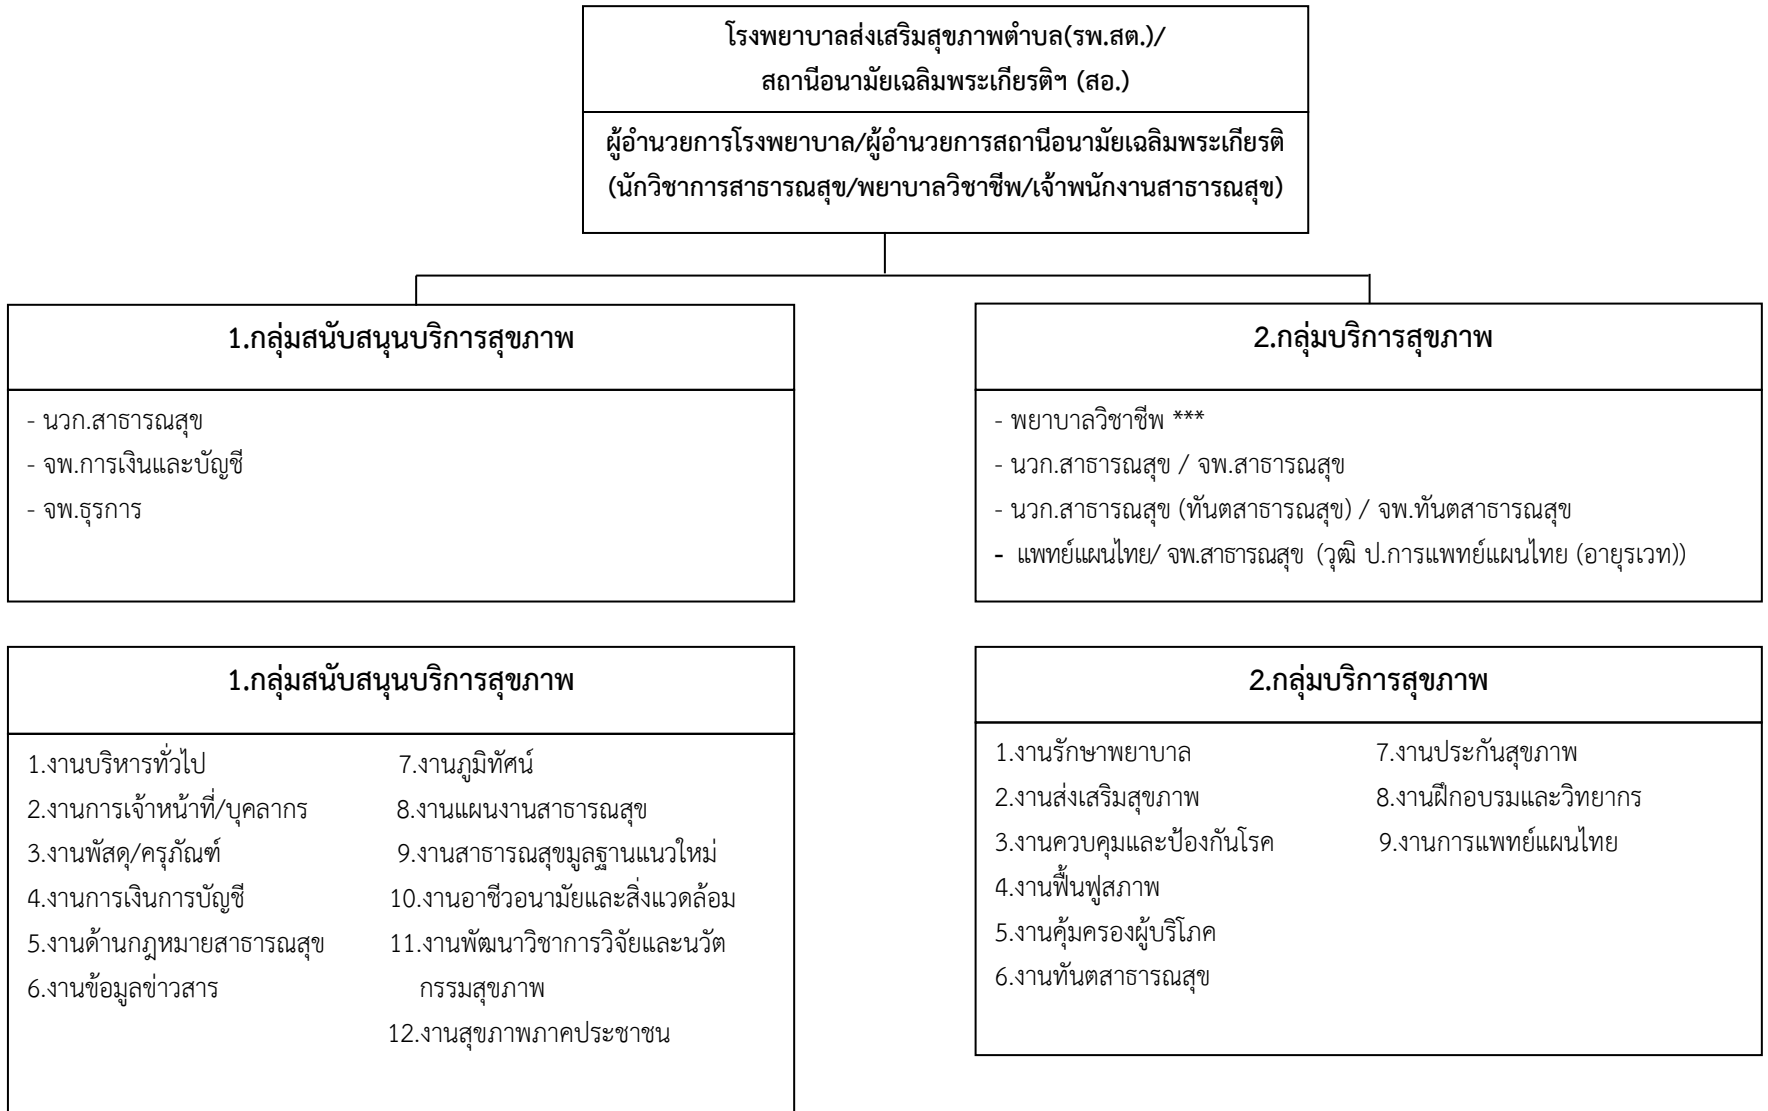 โรงพยาบาลส่งเสริมสุขภาพตำบล(รพ.สต.)/
สถานีอนามัยเฉลิมพระเกียรติฯ (สอ.)
ผู้อำนวยการโรงพยาบาล/ผู้อำนวยการสถานีอนามัยเฉลิมพระเกียรติ
(นักวิชาการสาธารณสุข/พยาบาลวิชาชีพ/เจ้าพนักงานสาธารณสุข)
1.กลุ่มสนับสนุนบริการสุขภาพ
- นวก.สาธารณสุข
- จพ.การเงินและบัญชี
- จพ.ธุรการ
2.กลุ่มบริการสุขภาพ
- พยาบาลวิชาชีพ ***
- นวก.สาธารณสุข / จพ.สาธารณสุข
- นวก.สาธารณสุข (ทันตสาธารณสุข) / จพ.ทันตสาธารณสุข
- แพทย์แผนไทย/ จพ.สาธารณสุข (วุฒิ ป.การแพทย์แผนไทย (อายุรเวท))
1.กลุ่มสนับสนุนบริการสุขภาพ
1.งานบริหารทั่วไป
2.งานการเจ้าหน้าที่/บุคลากร
3.งานพัสดุ/ครุภัณฑ์
4.งานการเงินการบัญชี
5.งานด้านกฎหมายสาธารณสุข
6.งานข้อมูลข่าวสาร
7.งานภูมิทัศน์
8.งานแผนงานสาธารณสุข
9.งานสาธารณสุขมูลฐานแนวใหม่
10.งานอาชีวอนามัยและสิ่งแวดล้อม
11.งานพัฒนาวิชาการวิจัยและนวัต
กรรมสุขภาพ
12.งานสุขภาพภาคประชาชน
2.กลุ่มบริการสุขภาพ
1.งานรักษาพยาบาล
2.งานส่งเสริมสุขภาพ
3.งานควบคุมและป้องกันโรค
4.งานฟื้นฟูสภาพ
5.งานคุ้มครองผู้บริโภค
6.งานทันตสาธารณสุข
7.งานประกันสุขภาพ
8.งานฝึกอบรมและวิทยากร
9.งานการแพทย์แผนไทย